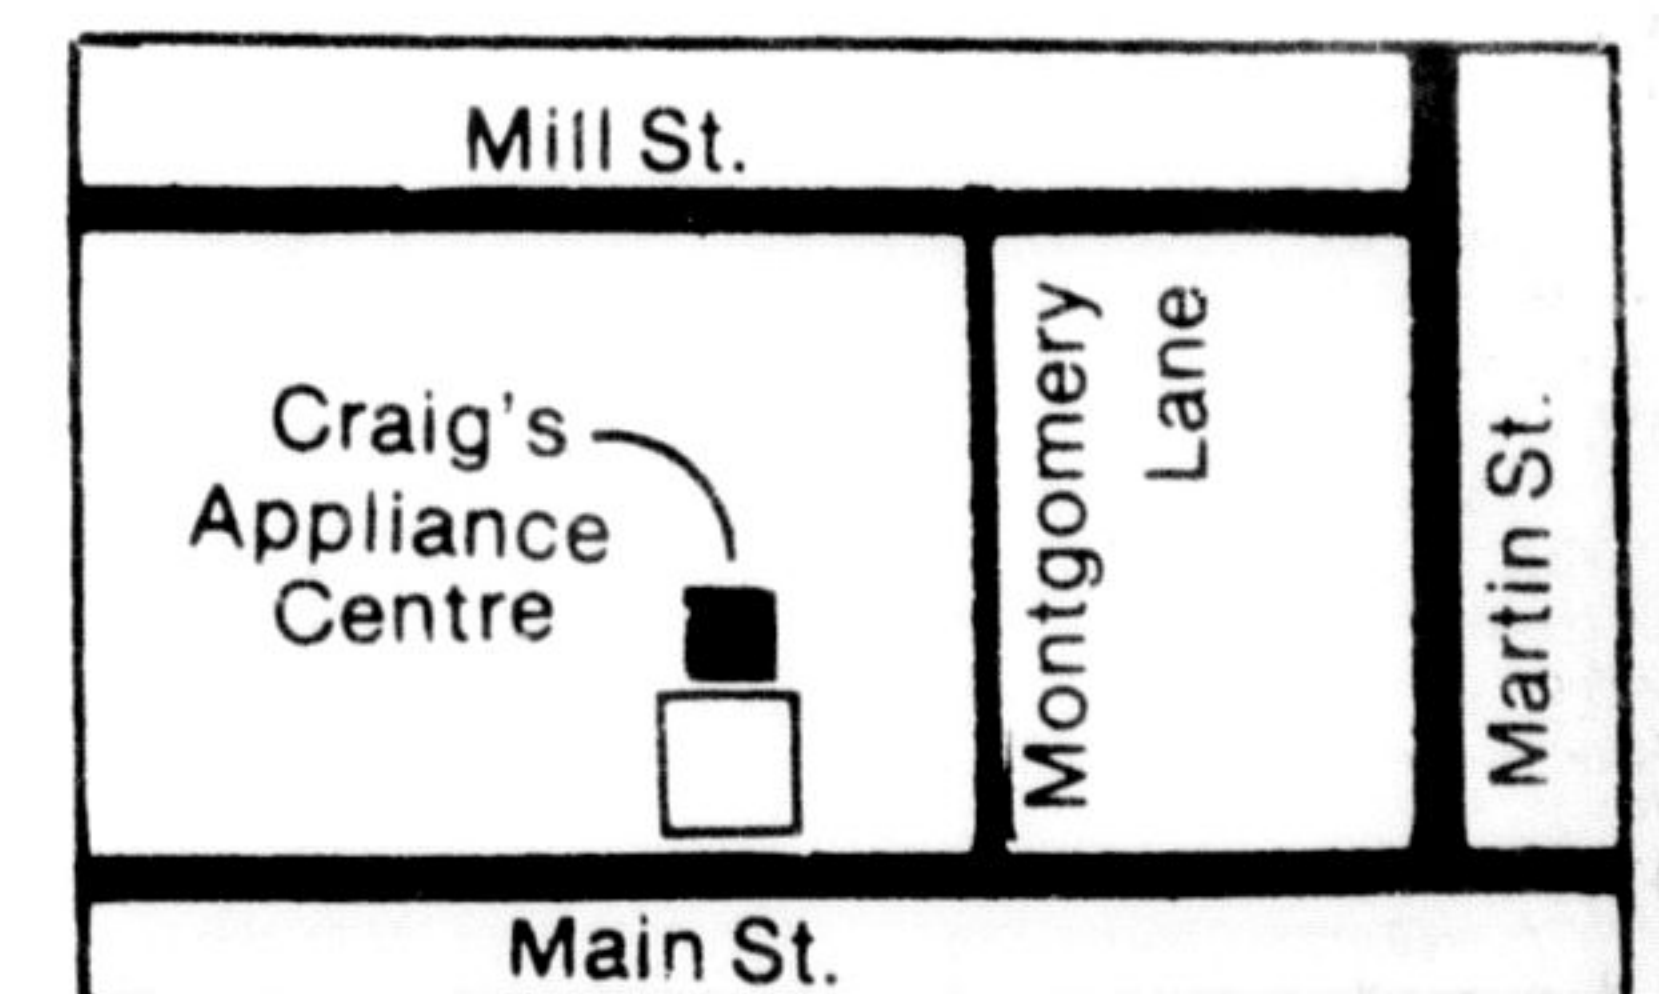 Mill St.
Montgomery
Lane
Craig's
Appliance
Centre
Martin St.
Main St.